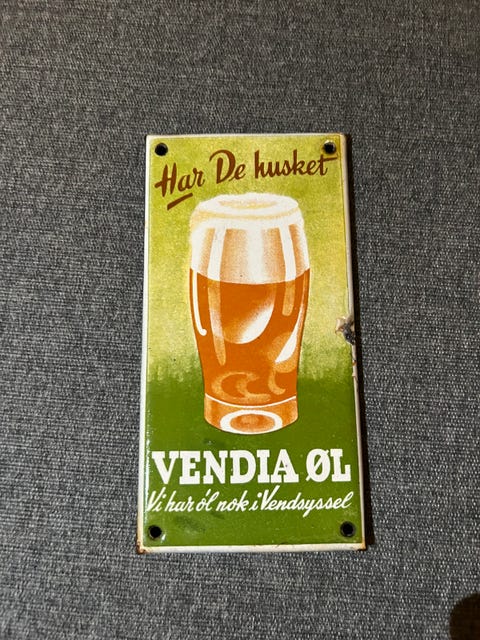 Har De husket
VENDIA ØL
Vi har øl nok i Vendsyssel